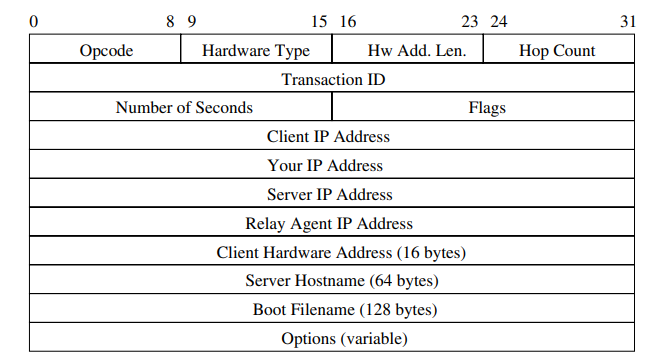 0 8 9 15 16 23 24 31
Opcode Hardware Type Hw Add. Len. Hop Count
Transaction ID
Number of Seconds Flags
Client IP Address
Your IP Address
Server IP Address
Relay Agent IP Address
Client Hardware Address (16 bytes)
Server Hostname (64 bytes)
Boot Filename (128 bytes)
Options (variable)